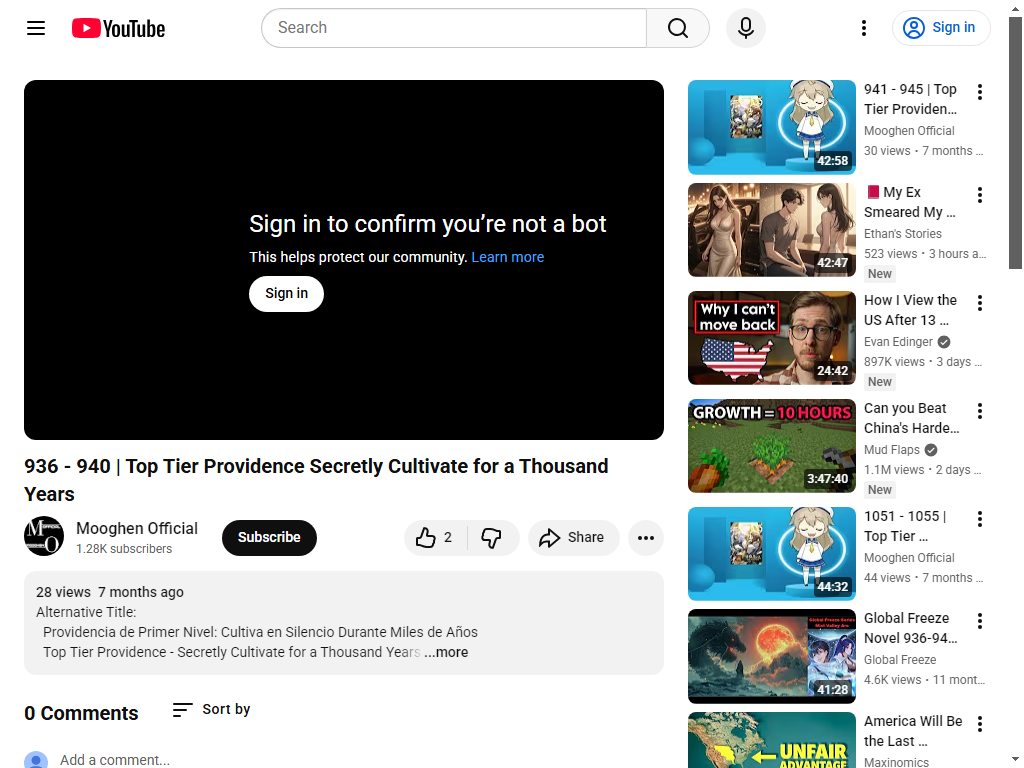 YouTube
Search
Sign in
Sign in to confirm you’re not a bot
This helps protect our community. Learn more
Sign in
936 - 940 | Top Tier Providence Secretly Cultivate for a Thousand
Years
Mooghen Official
1.28K subscribers
Subscribe
2
Share
28 views  7 months ago
Alternative Title:
Providencia de Primer Nivel: Cultiva en Silencio Durante Miles de Años
Top Tier Providence - Secretly Cultivate for a Thousand Years ...more
0 Comments
Sort by
Add a comment...
42:58
941 - 945 | Top
Tier Providen...
Mooghen Official
30 views • 7 months ...
42:47
My Ex
Smeared My ...
Ethan's Stories
523 views • 3 hours a...
New
Why I can't
move back
24:42
How I View the
US After 13 ...
Evan Edinger
897K views • 3 days ...
New
GROWTH = 10 HOURS
3:47:40
Can you Beat
China's Harde...
Mud Flaps
1.1M views • 2 days ...
New
44:32
1051 - 1055 |
Top Tier ...
Mooghen Official
44 views • 7 months ...
Global Freeze Series
41:28
Global Freeze
Novel 936-94...
Global Freeze
4.6K views • 11 mont...
UNFAIR
ADVANTAGE
America Will Be
the Last ...
Maxinomics